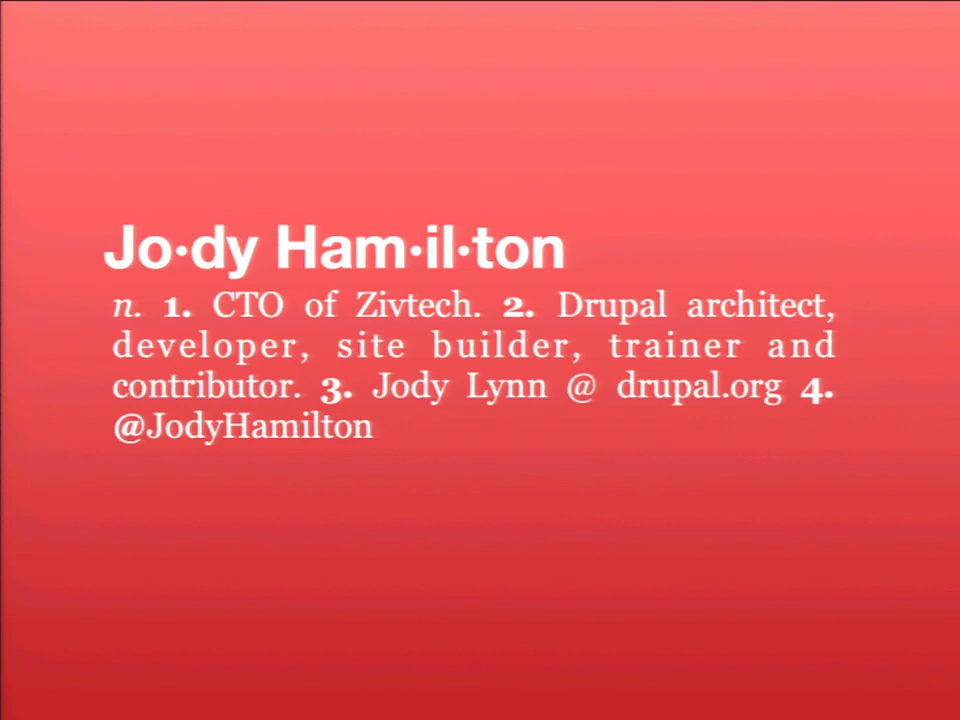 Jo·dy Ham·il·ton
n. 1. CTO of Zivtech. 2. Drupal architect,
developer, site builder, trainer and
contributor. 3. Jody Lynn @ drupal.org 4.
@JodyHamilton